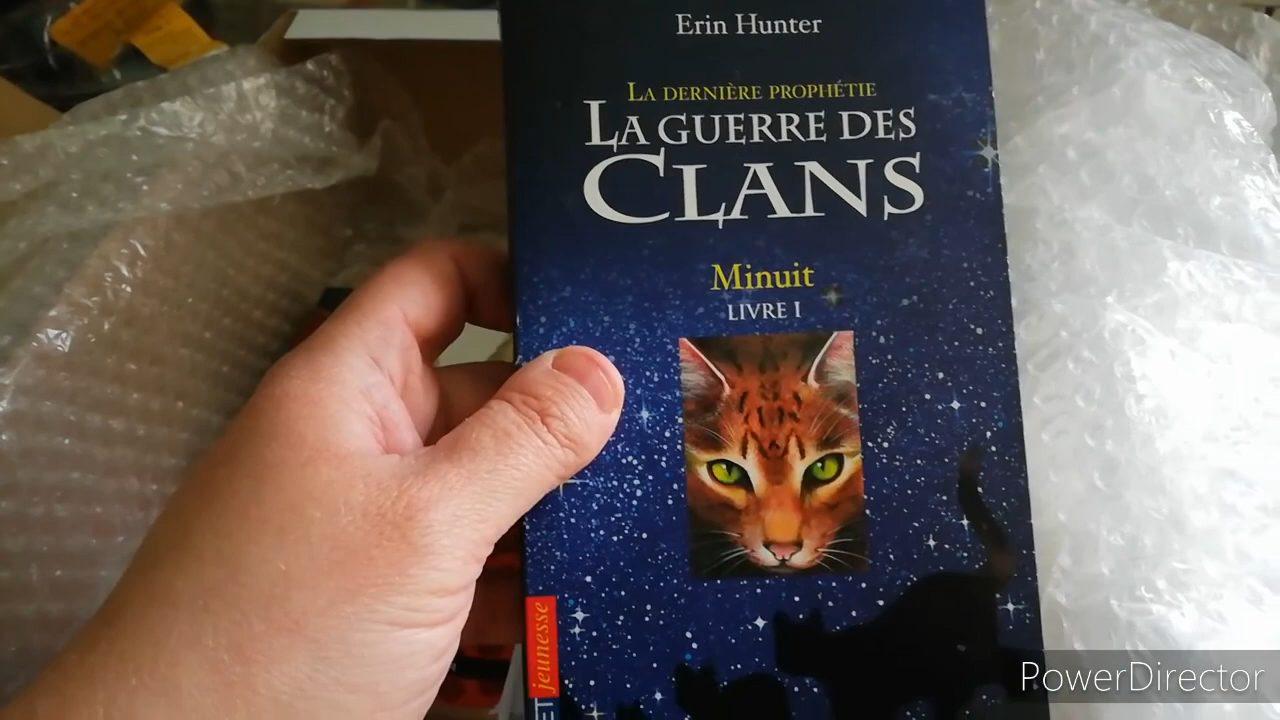 Erin Hunter
LA DERNIÈRE PROPHÉTIE
LA GUERRE DES
CLANS
Minuit
LIVRE I
jeunesse
PowerDirector